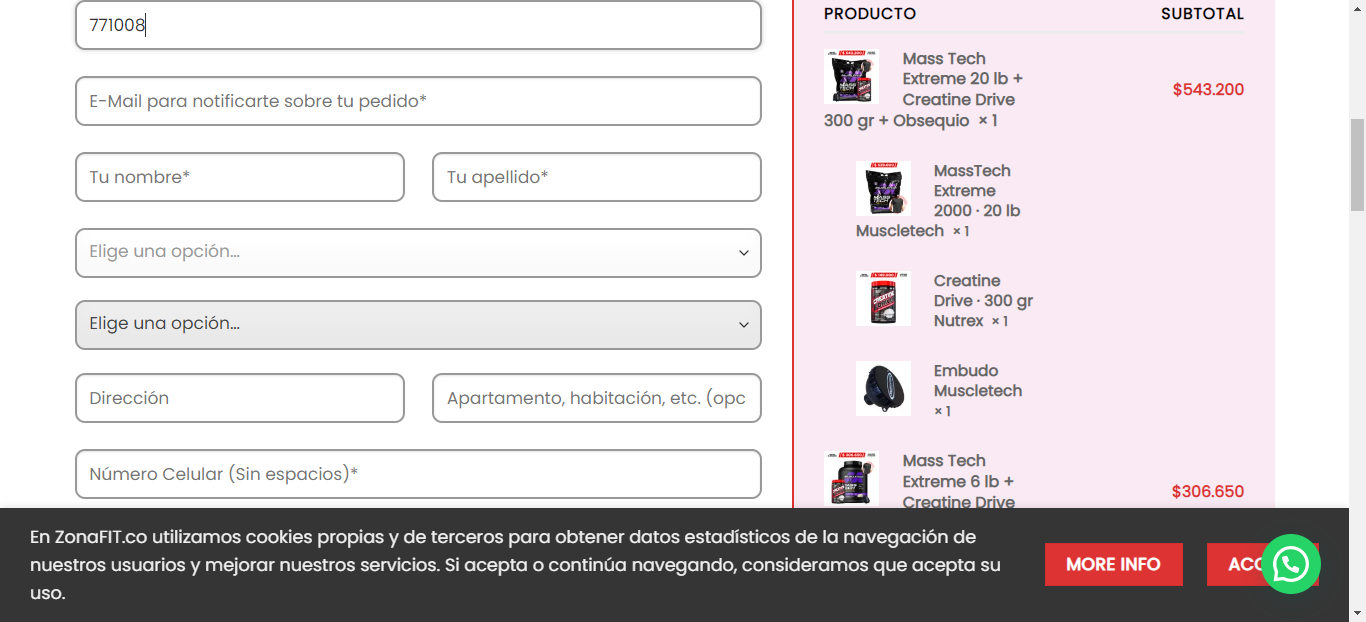 771008
E-Mail para notificarte sobre tu pedido*
Tu nombre*
Tu apellido*
Elige una opción...
Elige una opción...
Dirección
Apartamento, habitación, etc. (opc
Número Celular (Sin espacios)*
PRODUCTO
SUBTOTAL
Mass Tech
Extreme 20 lb +
Creatine Drive
300 gr + Obsequio × 1
$543.200
MassTech
Extreme
2000 · 20 lb
Muscletech × 1
Creatine
Drive · 300 gr
Nutrex × 1
Embudo
Muscletech
× 1
Mass Tech
Extreme 6 lb +
Creatine Drive
$306.650
En ZonaFIT.co utilizamos cookies propias y de terceros para obtener datos estadísticos de la navegación de
nuestros usuarios y mejorar nuestros servicios. Si acepta o continúa navegando, consideramos que acepta su
uso.
MORE INFO